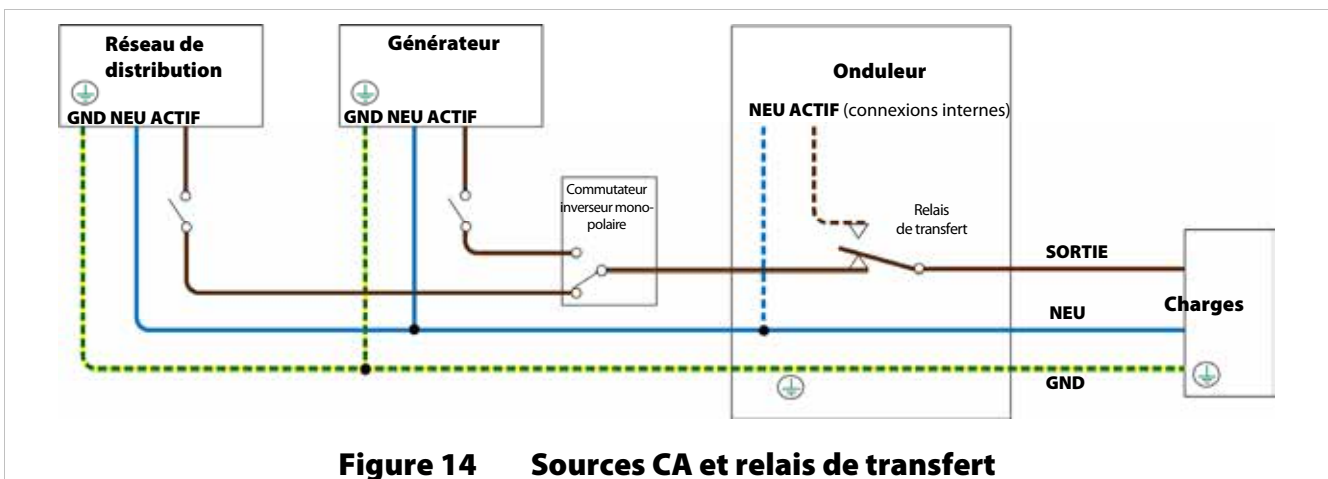 Réseau de
distribution
GND NEU ACTIF
Générateur
GND NEU ACTIF
Commutateur
inverseur mono-
polaire
Onduleur
NEU ACTIF (connexions internes)
Relais
de transfert
SORTIE
NEU
GND
Charges
Figure 14 Sources CA et relais de transfert